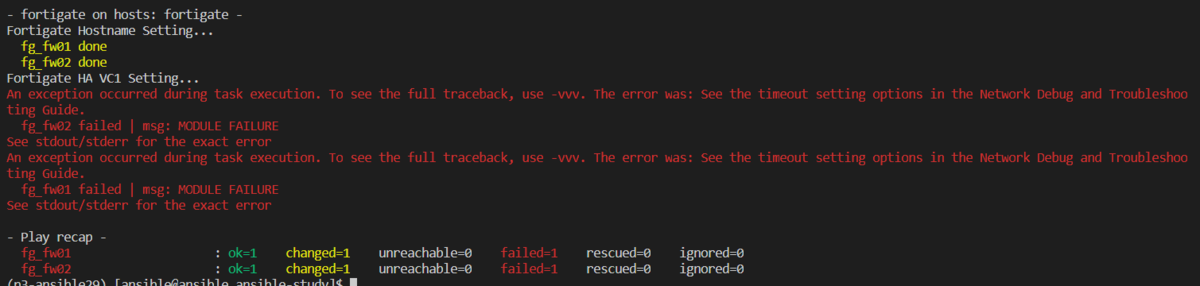 - fortigate on hosts: fortigate -
Fortigate Hostname Setting...
fg_fw01 done
fg_fw02 done
Fortigate HA VC1 Setting...
An exception occurred during task execution. To see the full traceback, use -vvv. The error was: See the timeout setting options in the Network Debug and Troubleshoo
ting Guide.
fg_fw02 failed | msg: MODULE FAILURE
See stdout/stderr for the exact error
An exception occurred during task execution. To see the full traceback, use -vvv. The error was: See the timeout setting options in the Network Debug and Troubleshoo
ting Guide.
fg_fw01 failed | msg: MODULE FAILURE
See stdout/stderr for the exact error
- Play recap -
fg_fw01 : ok=1 changed=1 unreachable=0 failed=1 rescued=0 ignored=0
fg_fw02 : ok=1 changed=1 unreachable=0 failed=1 rescued=0 ignored=0
(n3-ansible29) [ansible@ansible ansible-study]$